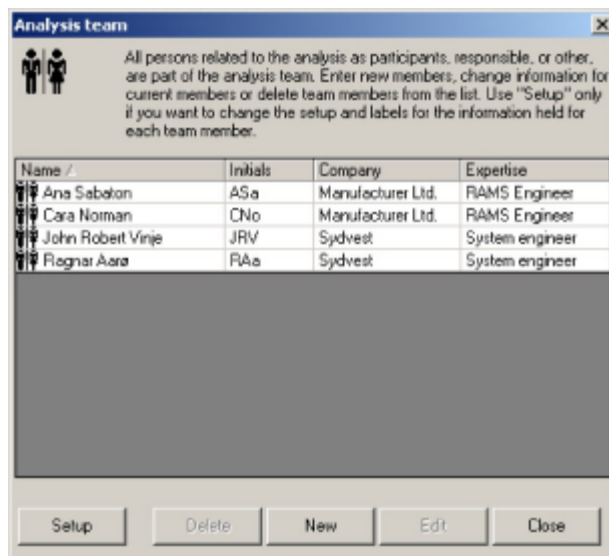 Analysis team
All persons related to the analysis as participants, responsible, or other,
are part of the analysis team. Enter new members, change information for
current members or delete team members from the list. Use "Setup" only
if you want to change the setup and labels for the information held for
each team member.
Name Initials Company Expertise
Ana Sabaton ASa Manufacturer Ltd. RAMS Engineer
Cara Norman CNo Manufacturer Ltd. RAMS Engineer
John Robert Vinje JRV Sydvest System engineer
Ragnar Aarø RAa Sydvest System engineer
Setup Delete New Edit Close